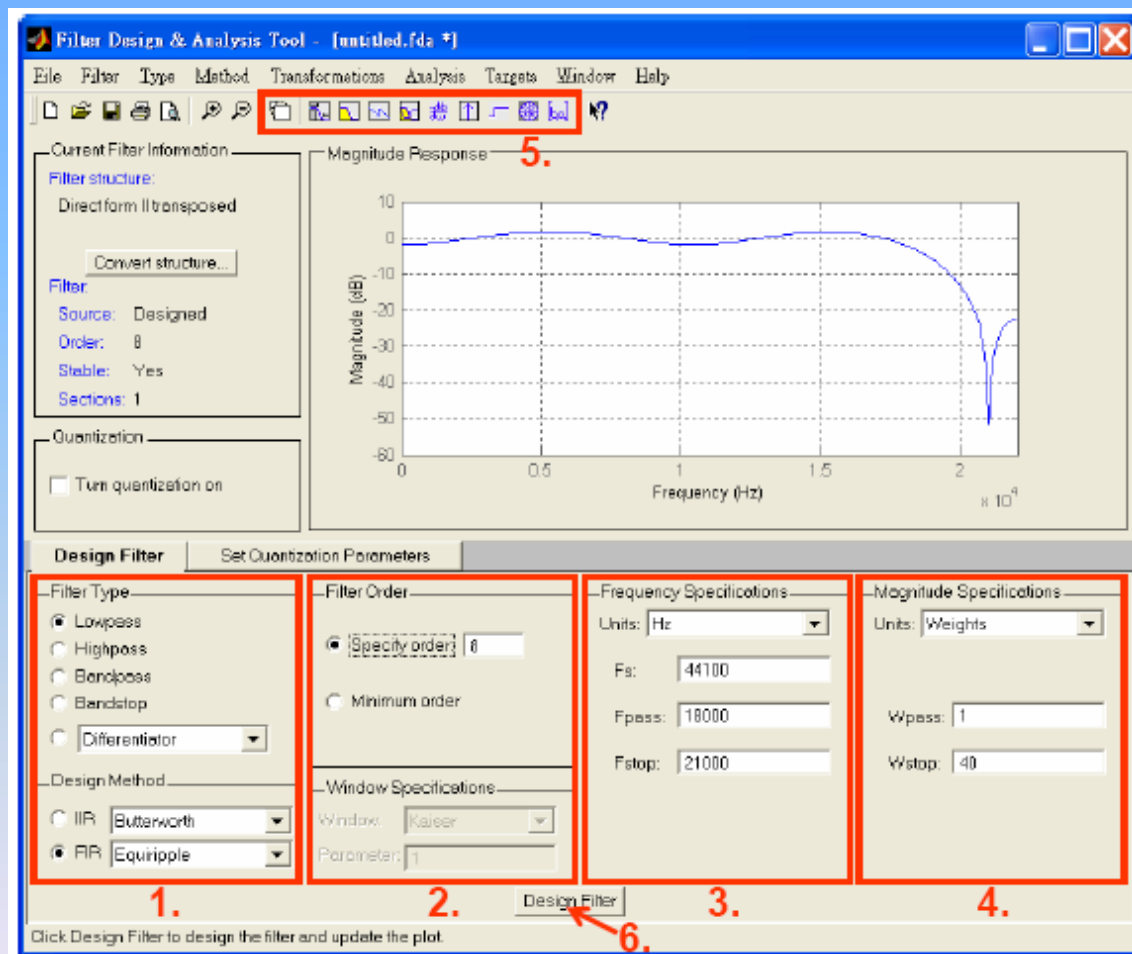 Filter Design & Analysis Tool - [untitled.fda *]
File Filter Type Method Transformations Analysis Targets Window Help
5.
Current Filter Information
Filter structure:
Direct form II transposed
Convert structure...
Filter:
Source: Designed
Order: 8
Stable: Yes
Sections: 1
Quantization
Turn quantization on
Magnitude Response
Magnitude (dB)
10
0
-10
-20
-30
-40
-50
-60
0 0.5 1 1.5 2
Frequency (Hz)
x 10^4
Design Filter Set Quantization Parameters
Filter Type
Lowpass
Highpass
Bandpass
Bandstop
Differentiator
Design Method
IIR Butterworth
FIR Equiripple
1.
Filter Order
Specify order: 8
Minimum order
Window Specifications
Window: Kaiser
Parameter: 1
2.
Frequency Specifications
Units: Hz
Fs: 44100
Fpass: 18000
Fstop: 21000
3.
Magnitude Specifications
Units: Weights
Wpass: 1
Wstop: 40
4.
Design Filter
6.
Click Design Filter to design the filter and update the plot.